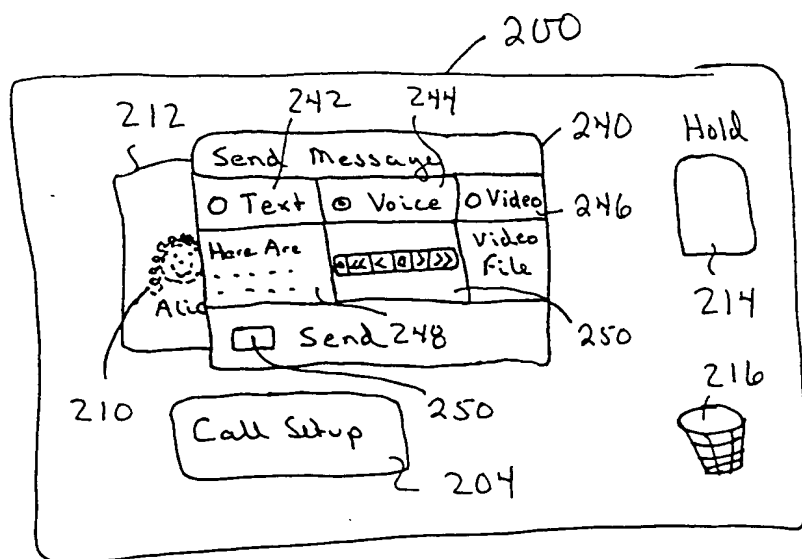 200
212
242
244
240
Hold
Send Message
Text
Voice
Video
246
Here Are
Video
File
Alic
Send
248
250
214
210
250
216
Call Setup
204